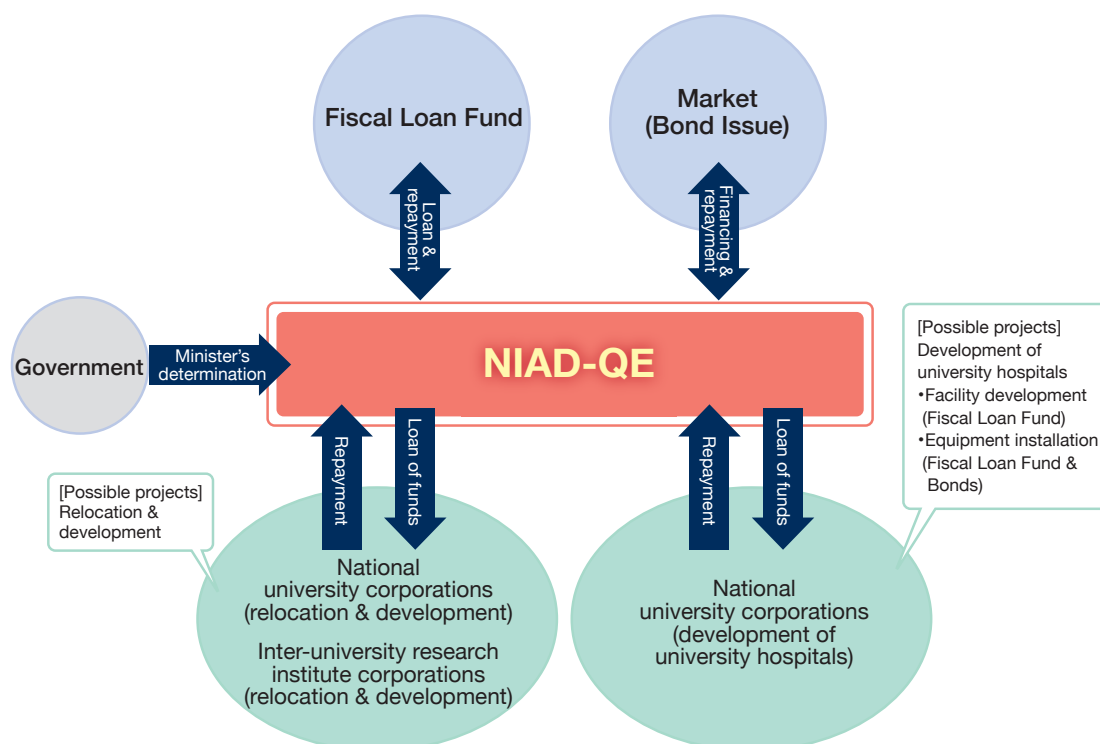 Fiscal Loan Fund
Market
(Bond Issue)
Loan &
repayment
Financing &
repayment
Government
Minister's
determination
NIAD-QE
[Possible projects]
Development of
university hospitals
•Facility development
(Fiscal Loan Fund)
•Equipment installation
(Fiscal Loan Fund &
Bonds)
Repayment
Loan of funds
Repayment
Loan of funds
[Possible projects]
Relocation &
development
National
university corporations
(relocation & development)
Inter-university research
institute corporations
(relocation & development)
National
university corporations
(development of
university hospitals)